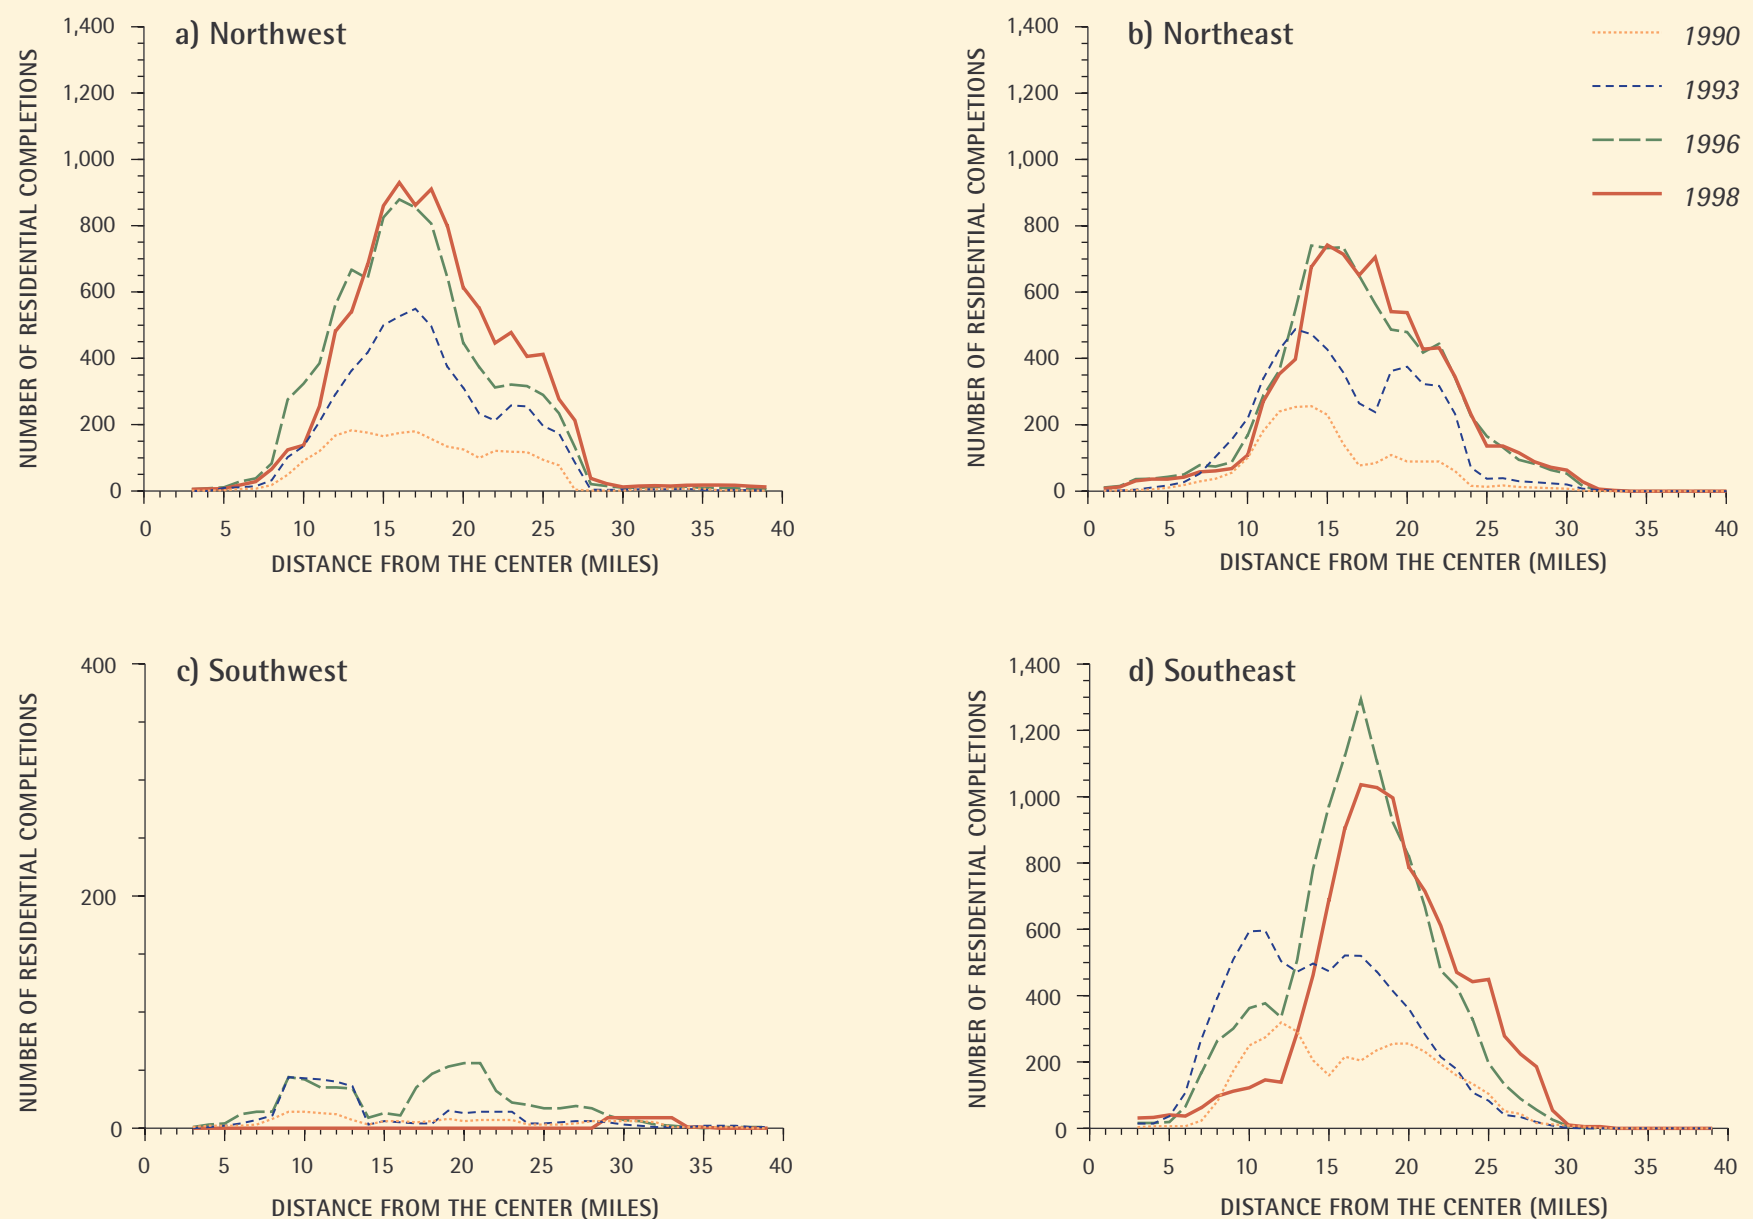 a) Northwest
NUMBER OF RESIDENTIAL COMPLETIONS
1,400
1,200
1,000
800
600
400
200
0
0 5 10 15 20 25 30 35 40
DISTANCE FROM THE CENTER (MILES)
b) Northeast
NUMBER OF RESIDENTIAL COMPLETIONS
1,400
1,200
1,000
800
600
400
200
0
0 5 10 15 20 25 30 35 40
DISTANCE FROM THE CENTER (MILES)
1990
1993
1996
1998
c) Southwest
NUMBER OF RESIDENTIAL COMPLETIONS
400
200
0
0 5 10 15 20 25 30 35 40
DISTANCE FROM THE CENTER (MILES)
d) Southeast
NUMBER OF RESIDENTIAL COMPLETIONS
1,400
1,200
1,000
800
600
400
200
0
0 5 10 15 20 25 30 35 40
DISTANCE FROM THE CENTER (MILES)